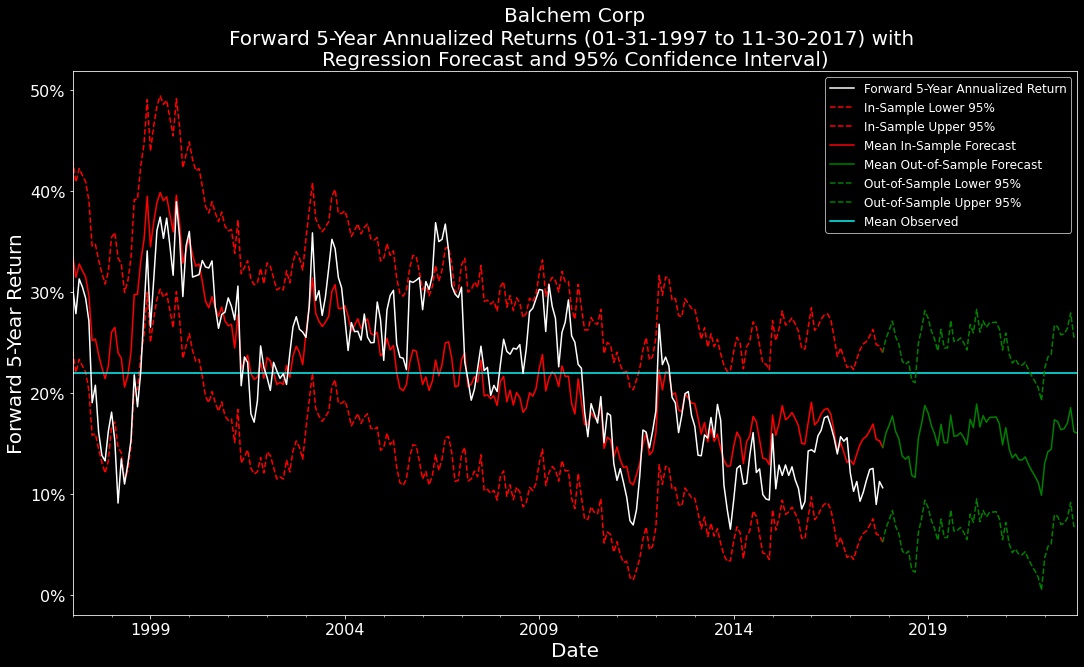 Balchem Corp
Forward 5-Year Annualized Returns (01-31-1997 to 11-30-2017) with
Regression Forecast and 95% Confidence Interval)
Forward 5-Year Annualized Return
In-Sample Lower 95%
In-Sample Upper 95%
Mean In-Sample Forecast
Mean Out-of-Sample Forecast
Out-of-Sample Lower 95%
Out-of-Sample Upper 95%
Mean Observed
Forward 5-Year Return
50%
40%
30%
20%
10%
0%
1999 2004 2009 2014 2019
Date